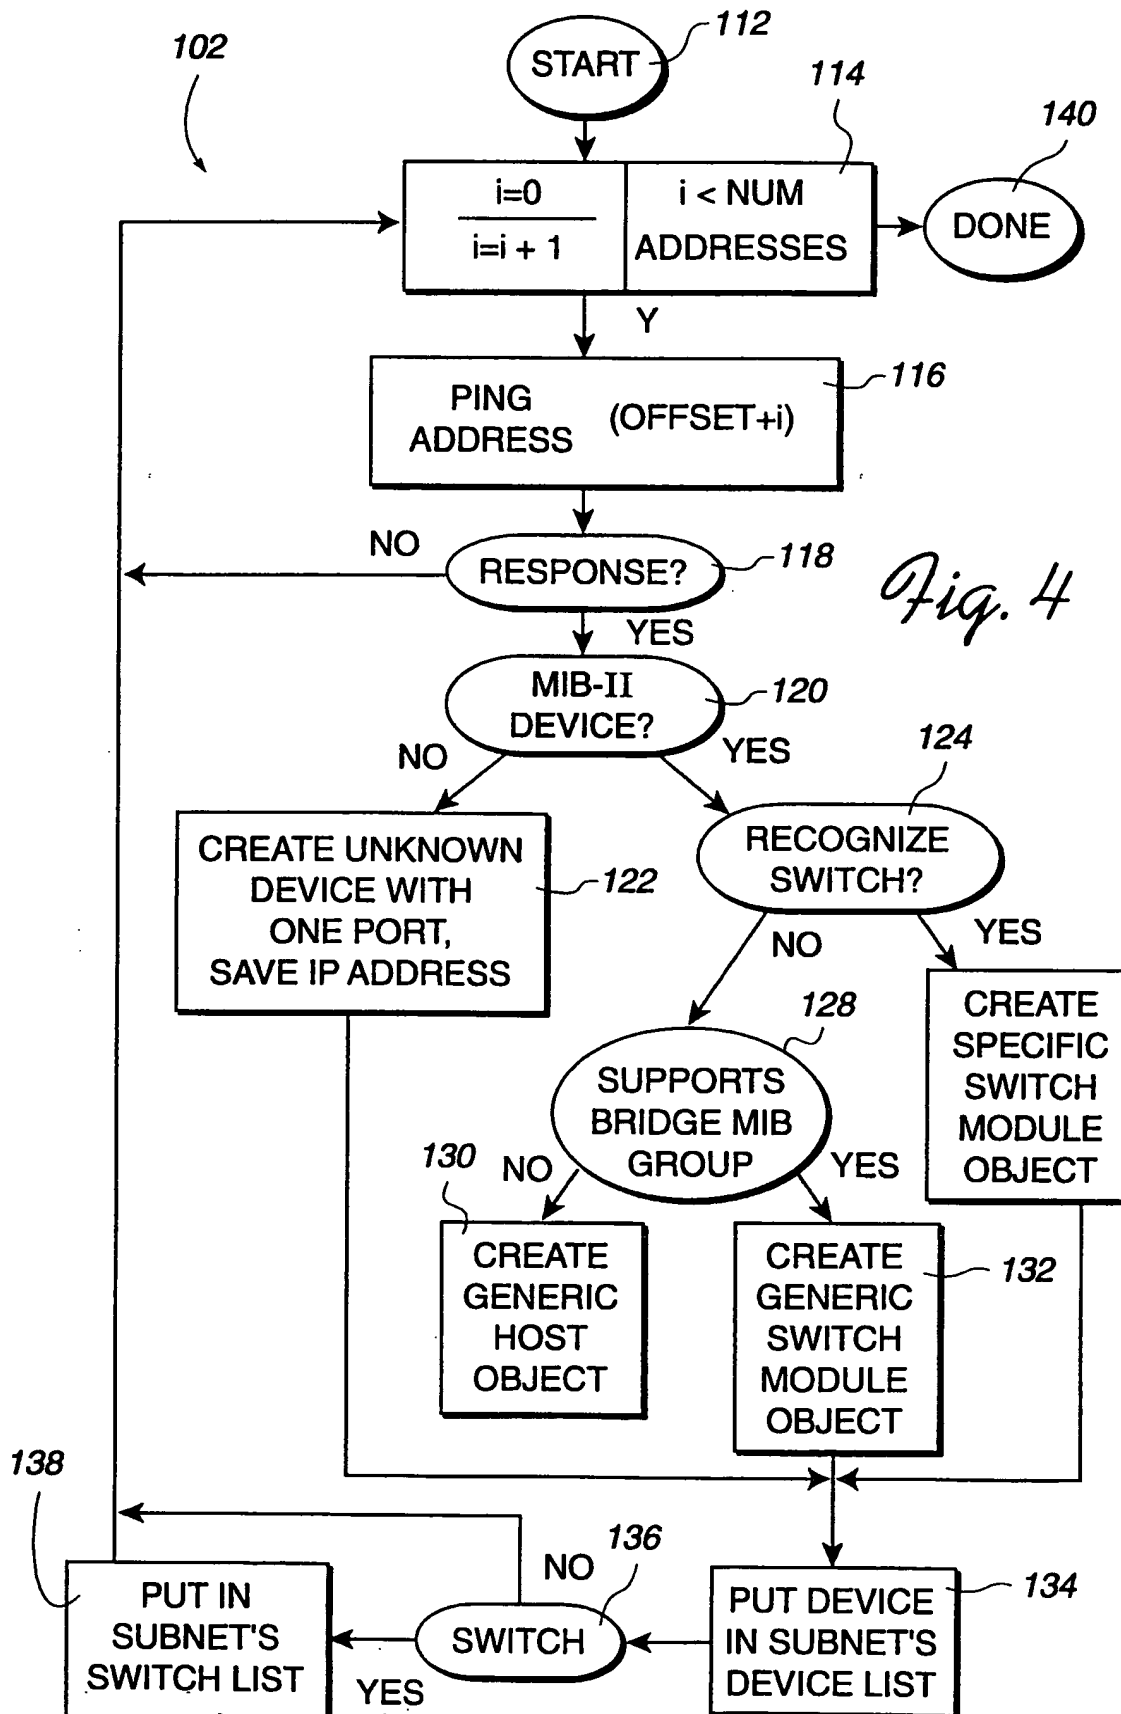 112
START
102
114
140
i=0
i=i + 1
i < NUM
ADDRESSES
DONE
Y
116
PING
ADDRESS
(OFFSET+i)
NO
RESPONSE?
118
Fig. 4
YES
MIB-II
DEVICE?
120
NO
YES
124
CREATE UNKNOWN
DEVICE WITH
ONE PORT,
SAVE IP ADDRESS
122
RECOGNIZE
SWITCH?
NO
YES
128
CREATE
SPECIFIC
SWITCH
MODULE
OBJECT
SUPPORTS
BRIDGE MIB
GROUP
130
NO
YES
CREATE
GENERIC
HOST
OBJECT
CREATE
GENERIC
SWITCH
MODULE
OBJECT
132
138
136
NO
134
PUT IN
SUBNET'S
SWITCH LIST
SWITCH
YES
PUT DEVICE
IN SUBNET'S
DEVICE LIST